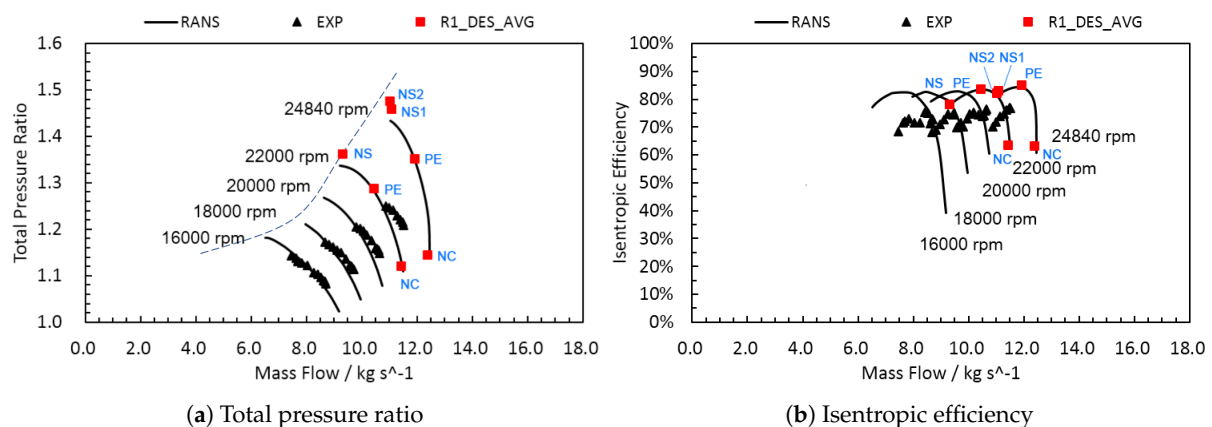 RANS EXP R1_DES_AVG
1.6
1.5
1.4
1.3
1.2
1.1
1.0
Total Pressure Ratio
24840 rpm
22000 rpm
20000 rpm
18000 rpm
16000 rpm
NS2
NS1
NS
PE
PE
NC
NC
0.0 2.0 4.0 6.0 8.0 10.0 12.0 14.0 16.0 18.0
Mass Flow / kg s^-1
(a) Total pressure ratio
RANS EXP R1_DES_AVG
100%
90%
80%
70%
60%
50%
40%
30%
20%
10%
0%
Isentropic Efficiency
NS2 NS1
NS PE PE
NC NC
24840 rpm
22000 rpm
20000 rpm
18000 rpm
16000 rpm
0.0 2.0 4.0 6.0 8.0 10.0 12.0 14.0 16.0 18.0
Mass Flow / kg s^-1
(b) Isentropic efficiency